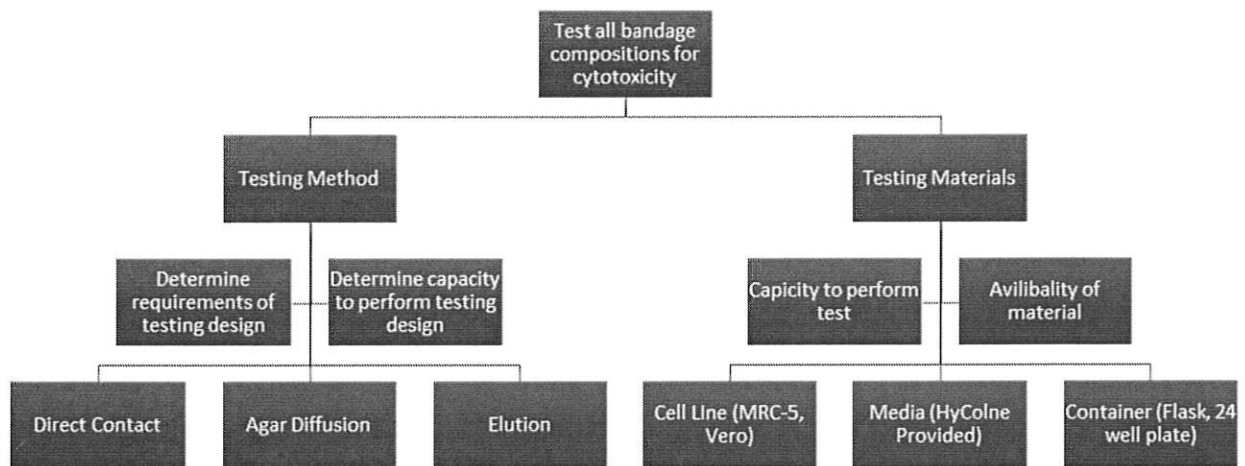 Test all bandage
compositions for
cytotoxicity
Testing Method
Testing Materials
Determine
requirements of
testing design
Determine capacity
to perform testing
design
Capicity to perform
test
Avilibality of
material
Direct Contact
Agar Diffusion
Elution
Cell LIne (MRC-5,
Vero)
Media (HyColne
Provided)
Container (Flask, 24
well plate)